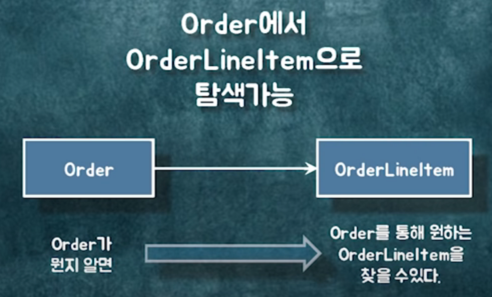 Order에서
OrderLineItem으로
탐색가능
Order
OrderLineItem
Order가
뭔지 알면
Order를 통해 원하는
OrderLineItem을
찾을 수있다.